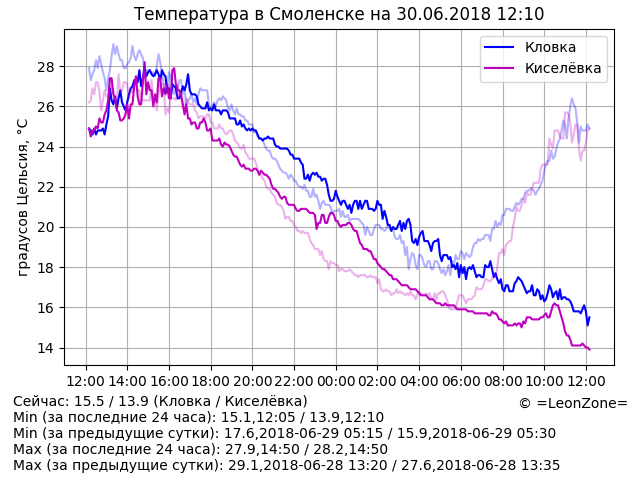 Температура в Смоленске на 30.06.2018 12:10
Кловка
Киселёвка
градусов Цельсия, °C
28
26
24
22
20
18
16
14
12:00 14:00 16:00 18:00 20:00 22:00 00:00 02:00 04:00 06:00 08:00 10:00 12:00
Сейчас: 15.5 / 13.9 (Кловка / Киселёвка)
© =LeonZone=
Min (за последние 24 часа): 15.1,12:05 / 13.9,12:10
Min (за предыдущие сутки): 17.6,2018-06-29 05:15 / 15.9,2018-06-29 05:30
Max (за последние 24 часа): 27.9,14:50 / 28.2,14:50
Max (за предыдущие сутки): 29.1,2018-06-28 13:20 / 27.6,2018-06-28 13:35